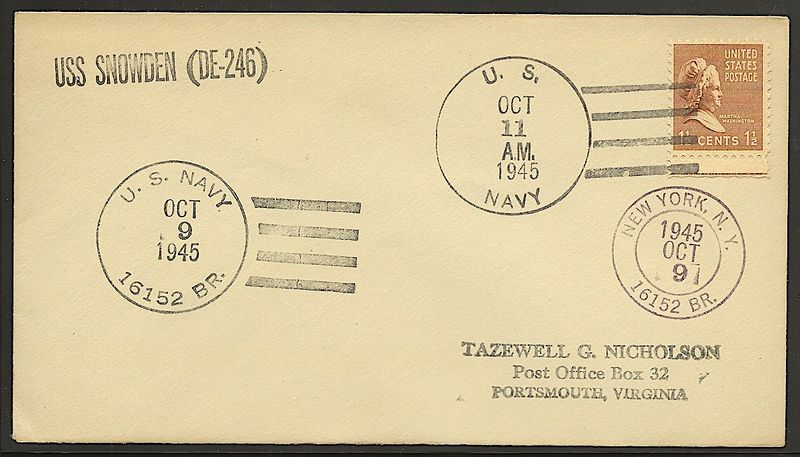 USS SNOWDEN (DE-246)
U. S.
OCT
11
A.M.
1945
NAVY
UNITED
STATES
POSTAGE
MARTHA
WASHINGTON
1½ CENTS 1½
U. S. NAVY.
OCT
9
1945
16152 BR.
NEW YORK, N. Y.
1945
OCT
9
16152 BR.
TAZEWELL G. NICHOLSON
Post Office Box 32
PORTSMOUTH, VIRGINIA